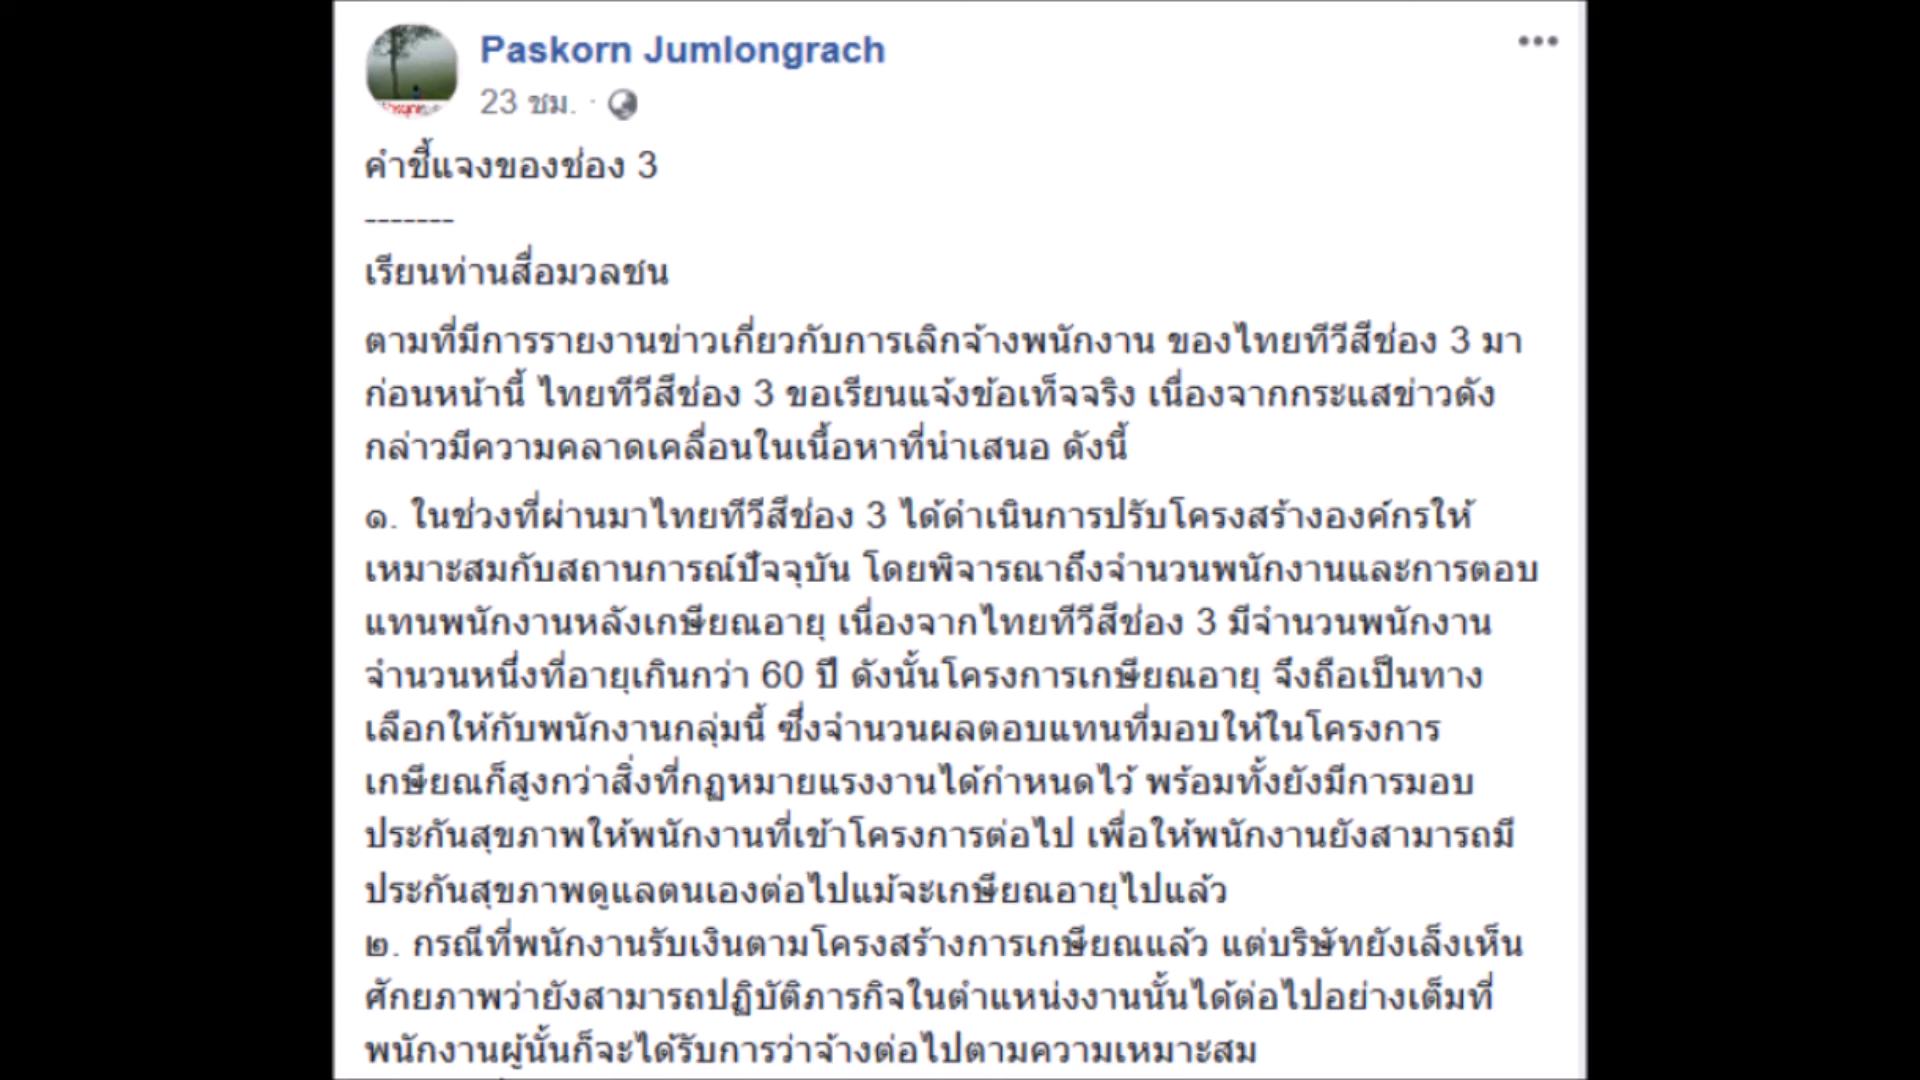 Paskorn Jumlongrach
23 ชม. ·
คำชี้แจงของช่อง 3
-------
เรียนท่านสื่อมวลชน
ตามที่มีการรายงานข่าวเกี่ยวกับการเลิกจ้างพนักงาน ของไทยทีวีสีช่อง 3 มา
ก่อนหน้านี้ ไทยทีวีสีช่อง 3 ขอเรียนแจ้งข้อเท็จจริง เนื่องจากกระแสข่าวดัง
กล่าวมีความคลาดเคลื่อนในเนื้อหาที่นำเสนอ ดังนี้
๑. ในช่วงที่ผ่านมาไทยทีวีสีช่อง 3 ได้ดำเนินการปรับโครงสร้างองค์กรให้
เหมาะสมกับสถานการณ์ปัจจุบัน โดยพิจารณาถึงจำนวนพนักงานและการตอบ
แทนพนักงานหลังเกษียณอายุ เนื่องจากไทยทีวีสีช่อง 3 มีจำนวนพนักงาน
จำนวนหนึ่งที่อายุเกินกว่า 60 ปี ดังนั้นโครงการเกษียณอายุ จึงถือเป็นทาง
เลือกให้กับพนักงานกลุ่มนี้ ซึ่งจำนวนผลตอบแทนที่มอบให้ในโครงการ
เกษียณก็สูงกว่าสิ่งที่กฏหมายแรงงานได้กำหนดไว้ พร้อมทั้งยังมีการมอบ
ประกันสุขภาพให้พนักงานที่เข้าโครงการต่อไป เพื่อให้พนักงานยังสามารถมี
ประกันสุขภาพดูแลตนเองต่อไปแม้จะเกษียณอายุไปแล้ว
๒. กรณีที่พนักงานรับเงินตามโครงสร้างการเกษียณแล้ว แต่บริษัทยังเล็งเห็น
ศักยภาพว่ายังสามารถปฏิบัติภารกิจในตำแหน่งงานนั้นได้ต่อไปอย่างเต็มที่
พนักงานผู้นั้นก็จะได้รับการว่าจ้างต่อไปตามความเหมาะสม